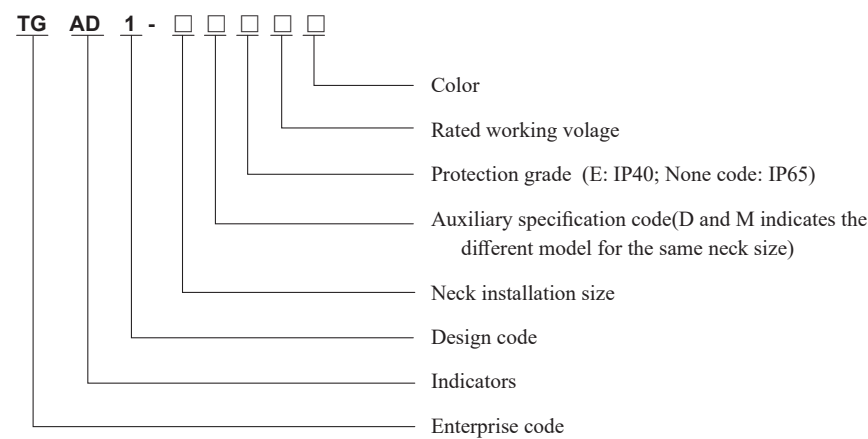 TG AD 1 - □ □ □ □ □
Color
Rated working volage
Protection grade (E: IP40; None code: IP65)
Auxiliary specification code(D and M indicates the
different model for the same neck size)
Neck installation size
Design code
Indicators
Enterprise code